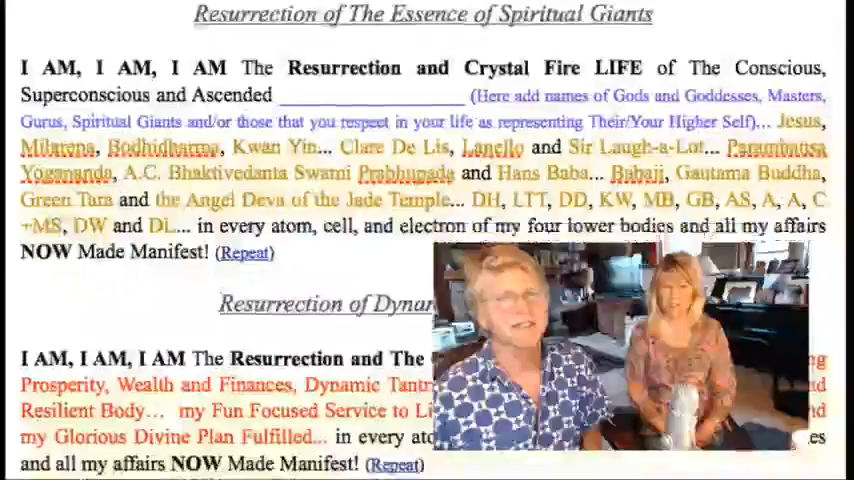 Resurrection of The Essence of Spiritual Giants
I AM, I AM, I AM The Resurrection and Crystal Fire LIFE of The Conscious,
Superconscious and Ascended ____________________ (Here add names of Gods and Goddesses, Masters,
Gurus, Spiritual Giants and/or those that you respect in your life as representing Their/Your Higher Self)... Jesus,
Milarepa, Bodhidharma, Kwan Yin... Clare De Lis, Lanello and Sir Laugh-a-Lot... Paramhansa
Yogananda, A.C. Bhaktivedanta Swami Prabhupada and Hans Baba... Babaji, Gautama Buddha,
Green Tara and the Angel Deva of the Jade Temple... DH, LTT, DD, KW, MB, GB, AS, A, A, C
+MS, DW and DL... in every atom, cell, and electron of my four lower bodies and all my affairs
NOW Made Manifest! (Repeat)
Resurrection of Dynam
I AM, I AM, I AM The Resurrection and The
Prosperity, Wealth and Finances, Dynamic Tantr
Resilient Body... my Fun Focused Service to Li
my Glorious Divine Plan Fulfilled... in every ato
and all my affairs NOW Made Manifest! (Repeat)